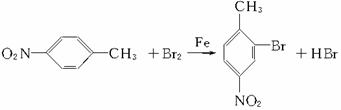 CH₃
O₂N—CH₃ + Br₂ Fe→ Br + HBr
NO₂